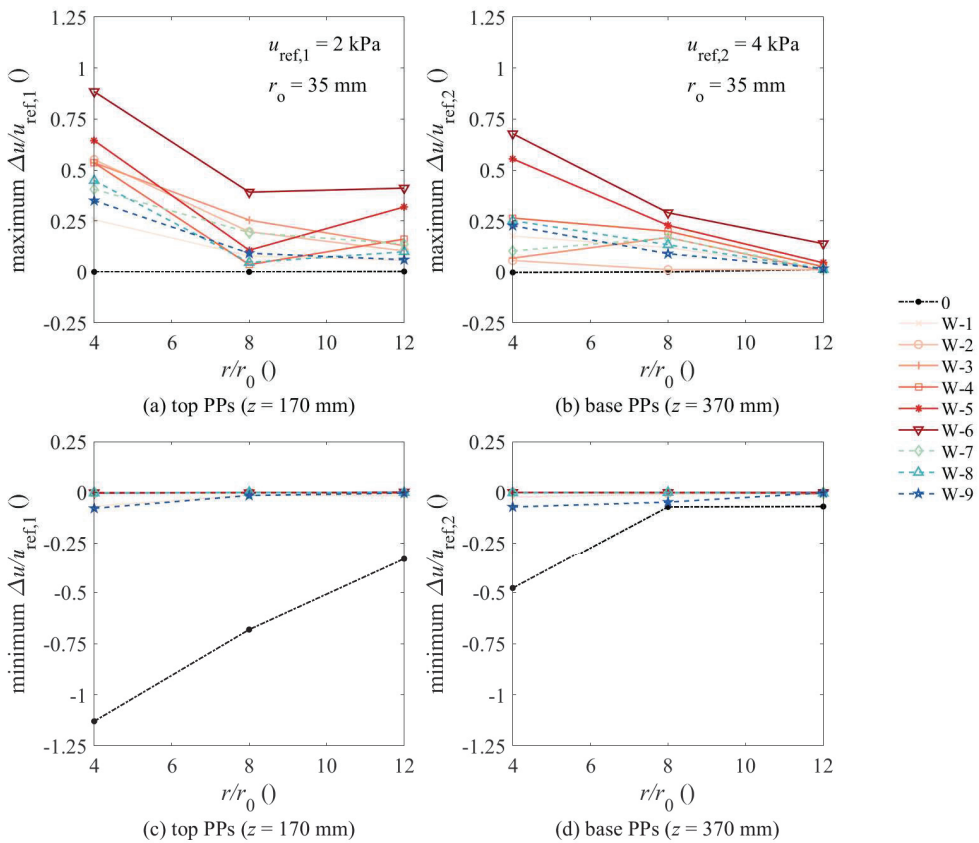 1.25
1
0.75
0.5
0.25
0
-0.25
maximum Δu/u_ref,1 ()
u_ref,1 = 2 kPa
r_o = 35 mm
4 6 8 10 12
r/r_0 ()
(a) top PPs (z = 170 mm)
1.25
1
0.75
0.5
0.25
0
-0.25
maximum Δu/u_ref,2 ()
u_ref,2 = 4 kPa
r_o = 35 mm
4 6 8 10 12
r/r_0 ()
(b) base PPs (z = 370 mm)
0
W-1
W-2
W-3
W-4
W-5
W-6
W-7
W-8
W-9
0.25
0
-0.25
-0.5
-0.75
-1
-1.25
minimum Δu/u_ref,1 ()
4 6 8 10 12
r/r_0 ()
(c) top PPs (z = 170 mm)
0.25
0
-0.25
-0.5
-0.75
-1
-1.25
minimum Δu/u_ref,2 ()
4 6 8 10 12
r/r_0 ()
(d) base PPs (z = 370 mm)